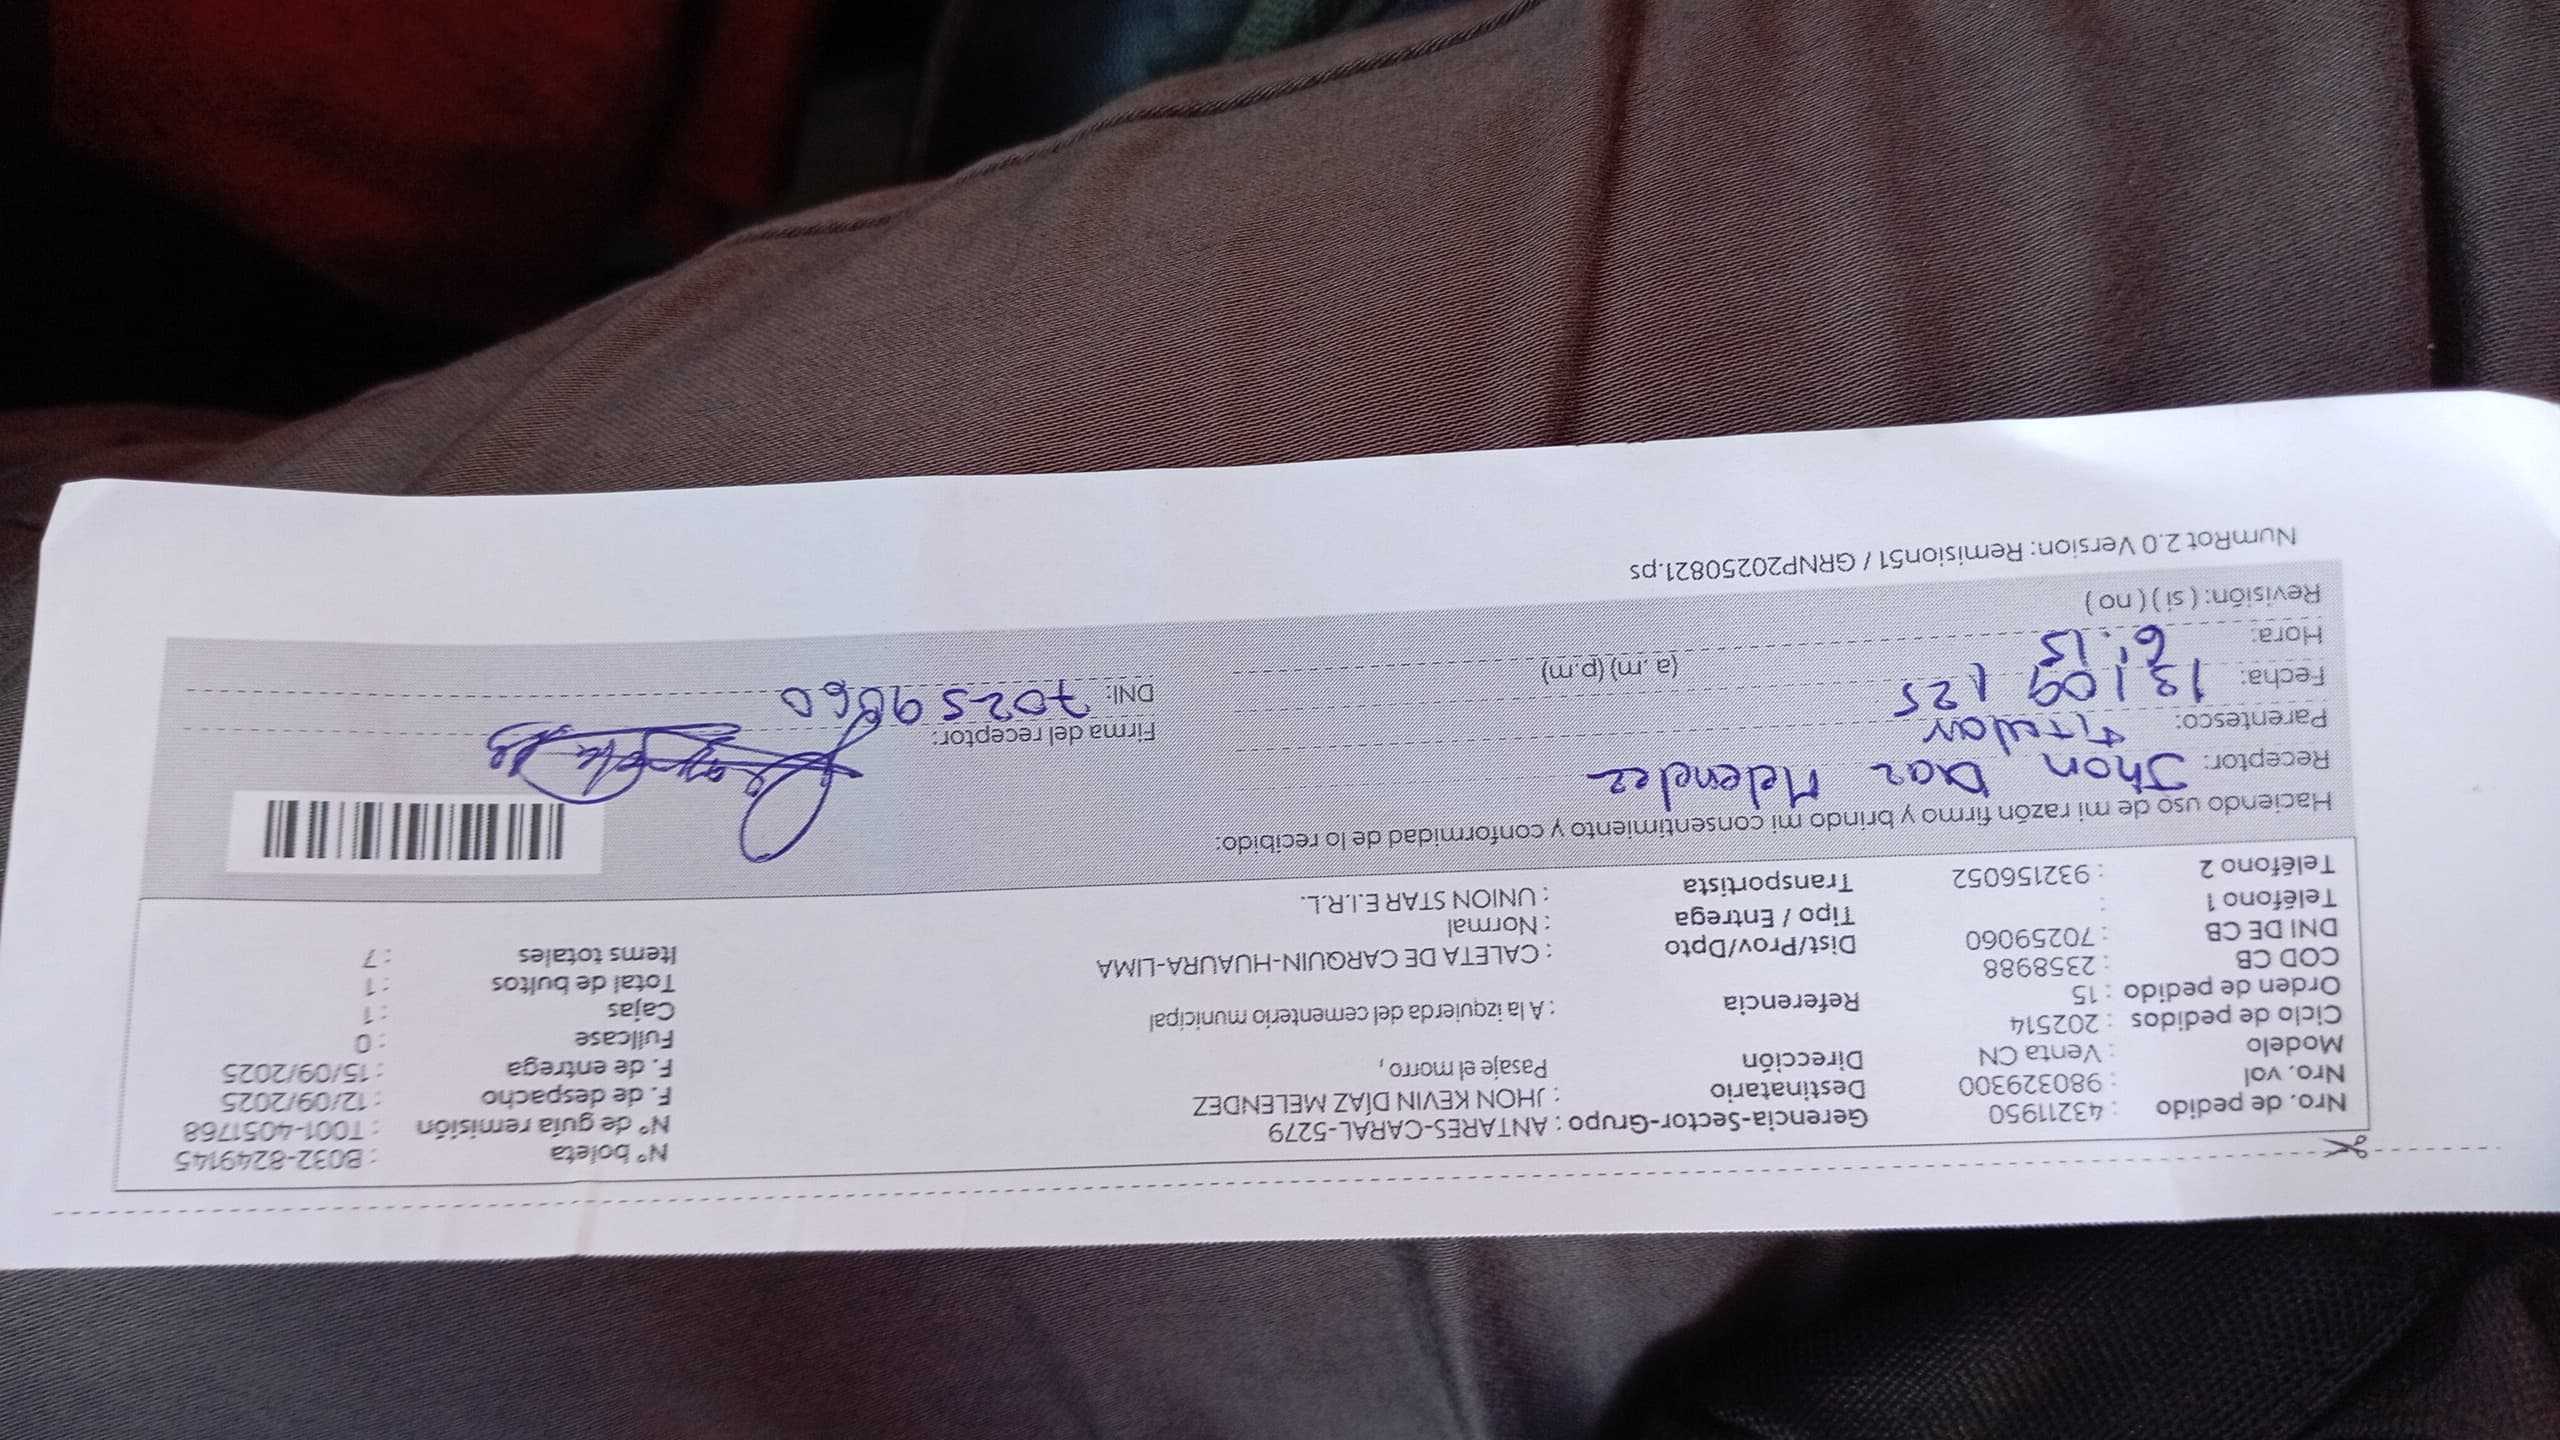 Nro. de pedido : 43211950 Gerencia-Sector-Grupo : ANTARES-CARAL-5279 N° boleta : B032-8249145
Nro. vol : 980329300 Destinatario : JHON KEVIN DÍAZ MELENDEZ N° de guía remisión : T001-4051768
Modelo : Venta CN Dirección Pasaje el morro , F. de despacho : 12/09/2025
Ciclo de pedidos : 202514 F. de entrega : 15/09/2025
Orden de pedido : 15 Referencia : A la izquierda del cementerio municipal Fullcase : 0
COD CB : 2358988 Cajas : 1
DNI DE CB : 70259060 Dist/Prov/Dpto : CALETA DE CARQUIN-HUAURA-LIMA Total de bultos : 1
Teléfono 1 : Tipo / Entrega : Normal Items totales : 7
Teléfono 2 : 932156052 Transportista : UNION STAR E.I.R.L.
Haciendo uso de mi razón firmo y brindo mi consentimiento y conformidad de lo recibido:
Receptor: Jhon Diaz Melendez
Parentesco: titular Firma del receptor:
Fecha: 13/09/25 DNI: 70259060
Hora: 6:15 (a. m) (p.m)
Revisión: ( sí ) ( no )
NumRot 2.0 Version: Remision51 / GRNP20250821.ps